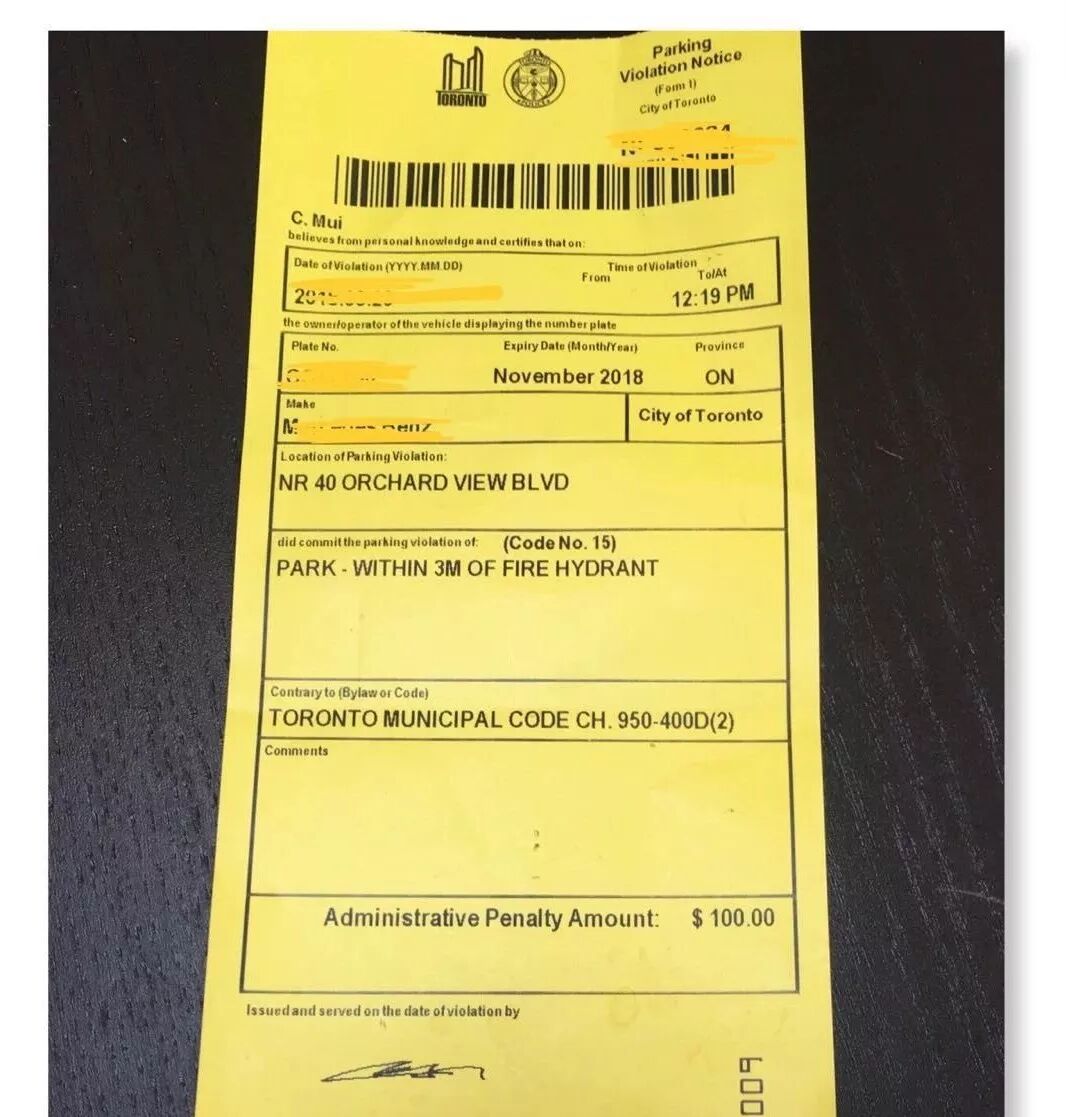 TORONTO
Parking
Violation Notice
(Form 1)
City of Toronto
C. Mui
believes from personal knowledge and certifies that on:
Date of Violation (YYYY.MM.DD)
Time of Violation
From To/At
12:19 PM
the owner/operator of the vehicle displaying the number plate
Plate No. Expiry Date (Month/Year) Province
November 2018 ON
Make
City of Toronto
Location of Parking Violation:
NR 40 ORCHARD VIEW BLVD
did commit the parking violation of: (Code No. 15)
PARK - WITHIN 3M OF FIRE HYDRANT
Contrary to (Bylaw or Code)
TORONTO MUNICIPAL CODE CH. 950-400D(2)
Comments
Administrative Penalty Amount: $ 100.00
Issued and served on the date of violation by